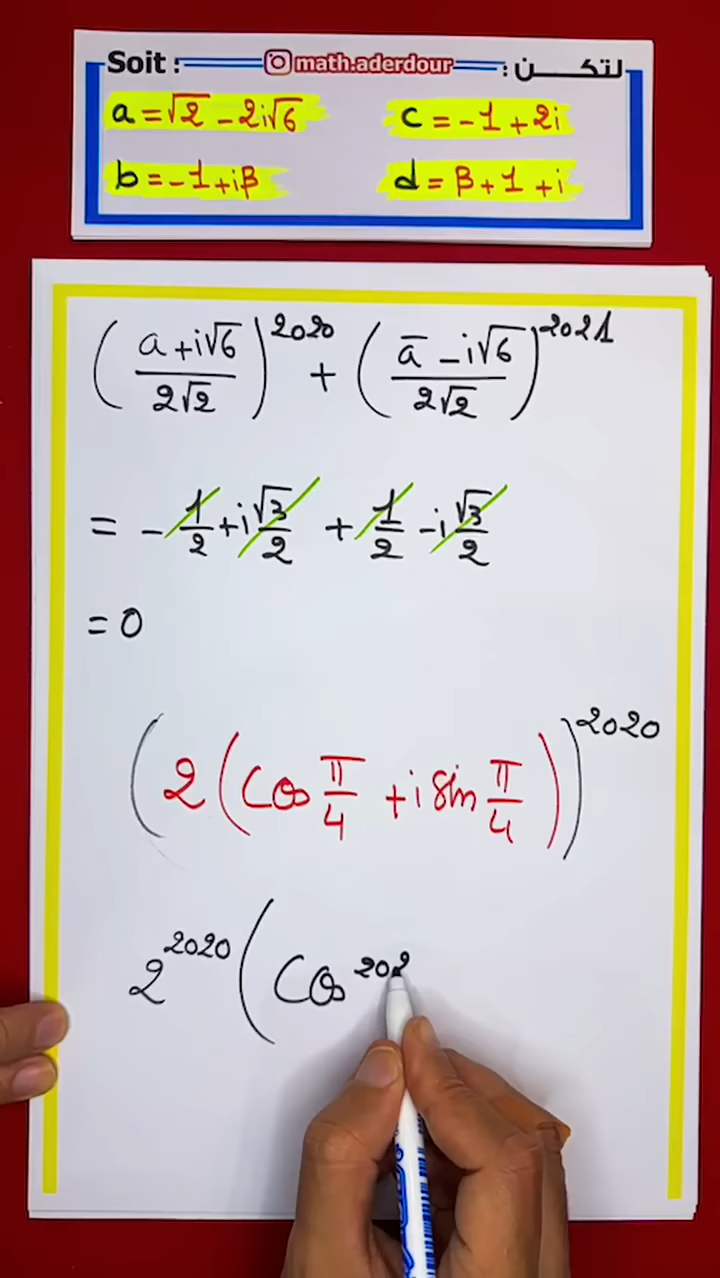 Soit : math.aderdour لتكن :
a = √2 - 2i√6 c = -1 + 2i
b = -1 + iβ d = β + 1 + i
((a + i√6)/(2√2))^2020 + ((a̅ - i√6)/(2√2))^2021
= - 1/2 + i √3/2 + 1/2 - i √3/2
= 0
(2(cos π/4 + i sin π/4))^2020
2^2020 (cos 202